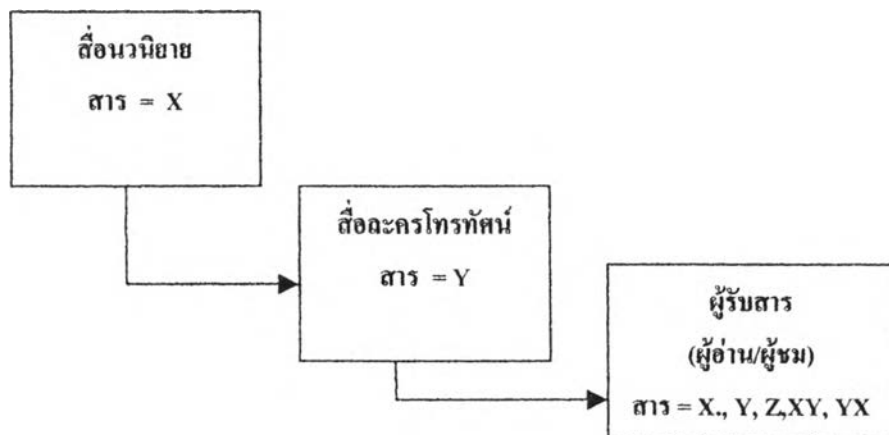 สื่อนวนิยาย
สาร = X
สื่อละครโทรทัศน์
สาร = Y
ผู้รับสาร
(ผู้อ่าน/ผู้ชม)
สาร = X., Y, Z,XY, YX